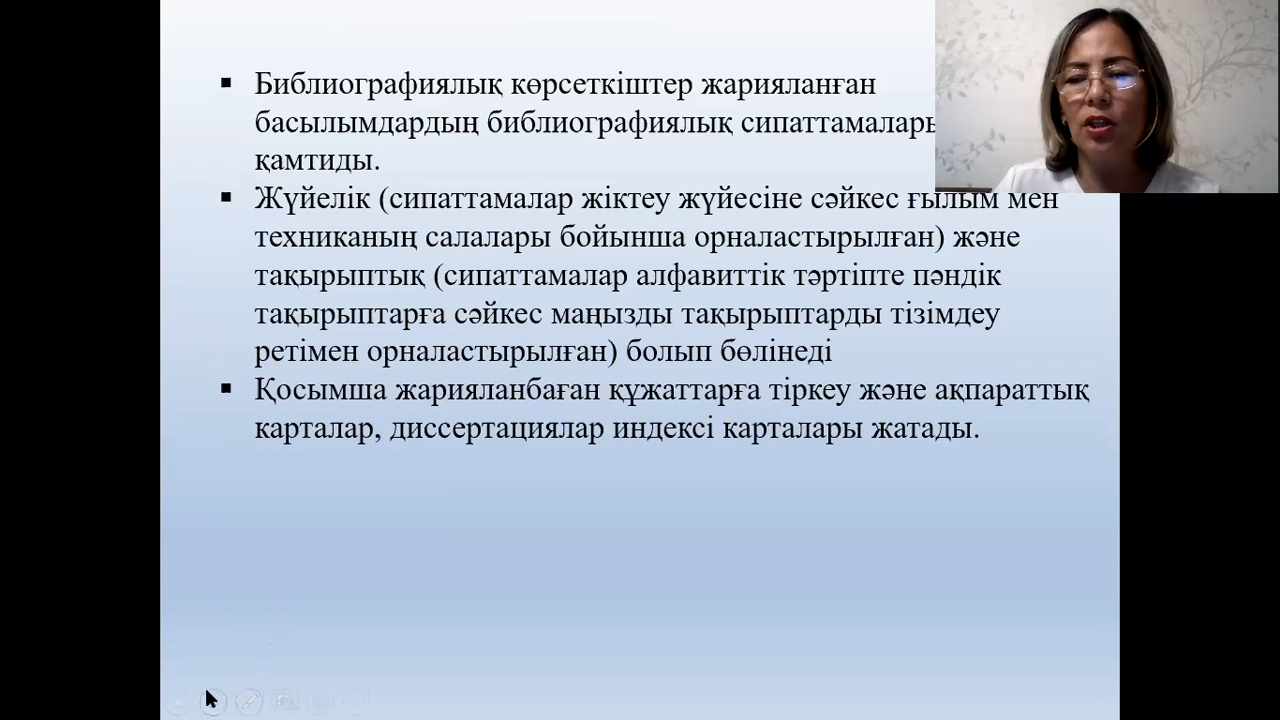 ▪ Библиографиялық көрсеткіштер жарияланған
басылымдардың библиографиялық
қамтиды.
▪ Жүйелік (сипаттамалар жіктеу жүйесіне сәйкес ғылым мен
техниканың салалары бойынша орналастырылған) және
тақырыптық (сипаттамалар алфавиттік тәртіпте пәндік
тақырыптарға сәйкес маңызды тақырыптарды тізімдеу
ретімен орналастырылған) болып бөлінеді
▪ Қосымша жарияланбаған құжаттарға тіркеу және ақпараттық
карталар, диссертациялар индексі карталары жатады.